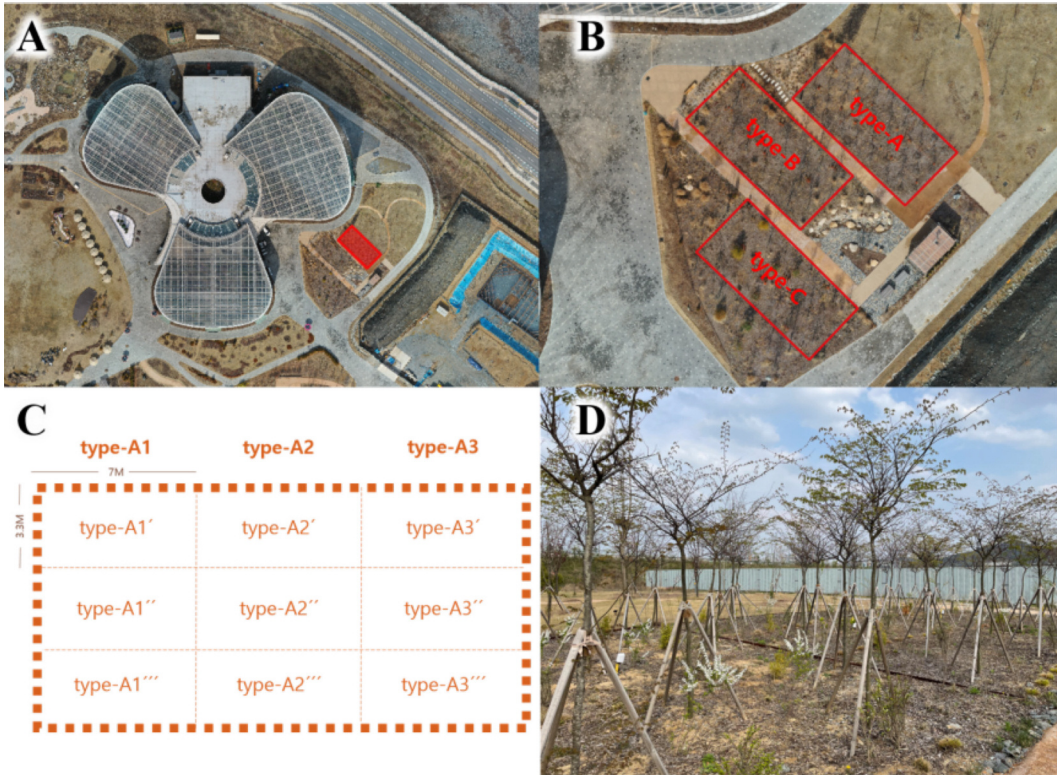 A
B
type-A
type-B
type-C
C
type-A1 type-A2 type-A3
7M
3.3M
type-A1′ type-A2′ type-A3′
type-A1′′ type-A2′′ type-A3′′
type-A1′′′ type-A2′′′ type-A3′′′
D